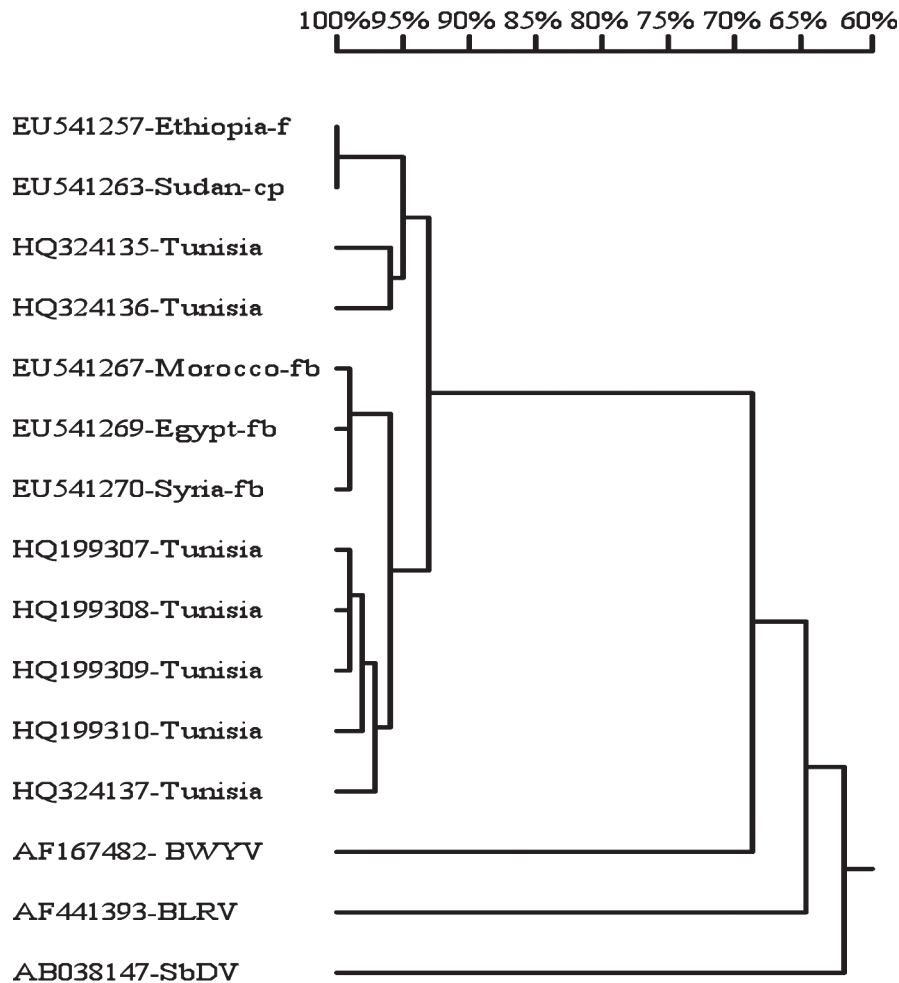 100% 95% 90% 85% 80% 75% 70% 65% 60%
EU541257-Ethiopia-f
EU541263-Sudan-cp
HQ324135-Tunisia
HQ324136-Tunisia
EU541267-Morocco-fb
EU541269-Egypt-fb
EU541270-Syria-fb
HQ199307-Tunisia
HQ199308-Tunisia
HQ199309-Tunisia
HQ199310-Tunisia
HQ324137-Tunisia
AF167482- BWYV
AF441393-BLRV
AB038147-SbDV